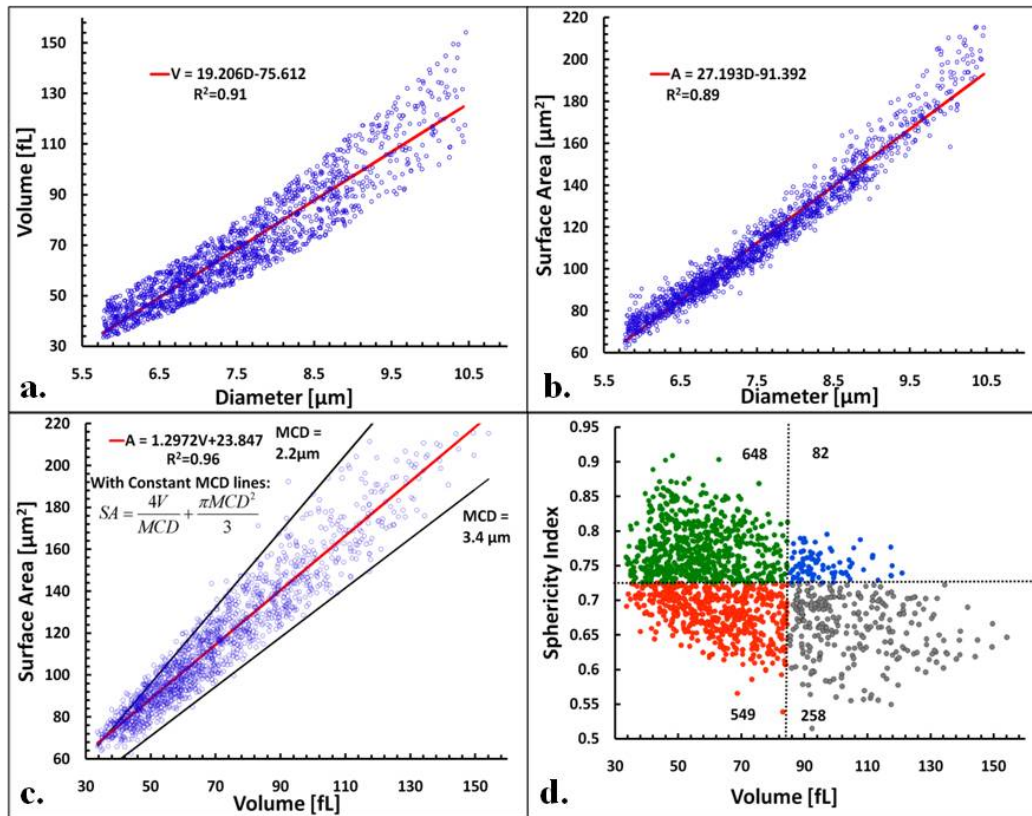 Volume [fL]
150
130
110
90
70
50
30
V = 19.206D-75.612
R²=0.91
5.5 6.5 7.5 8.5 9.5 10.5
Diameter [µm]
a.
Surface Area [µm²]
220
200
180
160
140
120
100
80
60
A = 27.193D-91.392
R²=0.89
5.5 6.5 7.5 8.5 9.5 10.5
Diameter [µm]
b.
Surface Area [µm²]
220
200
180
160
140
120
100
80
60
A = 1.2972V+23.847
R²=0.96
With Constant MCD lines:
SA = 4V/MCD + πMCD²/3
MCD =
2.2µm
MCD =
3.4 µm
30 50 70 90 110 130 150
Volume [fL]
c.
Sphericity Index
0.95
0.9
0.85
0.8
0.75
0.7
0.65
0.6
0.55
0.5
648 82
549 258
30 50 70 90 110 130 150
Volume [fL]
d.